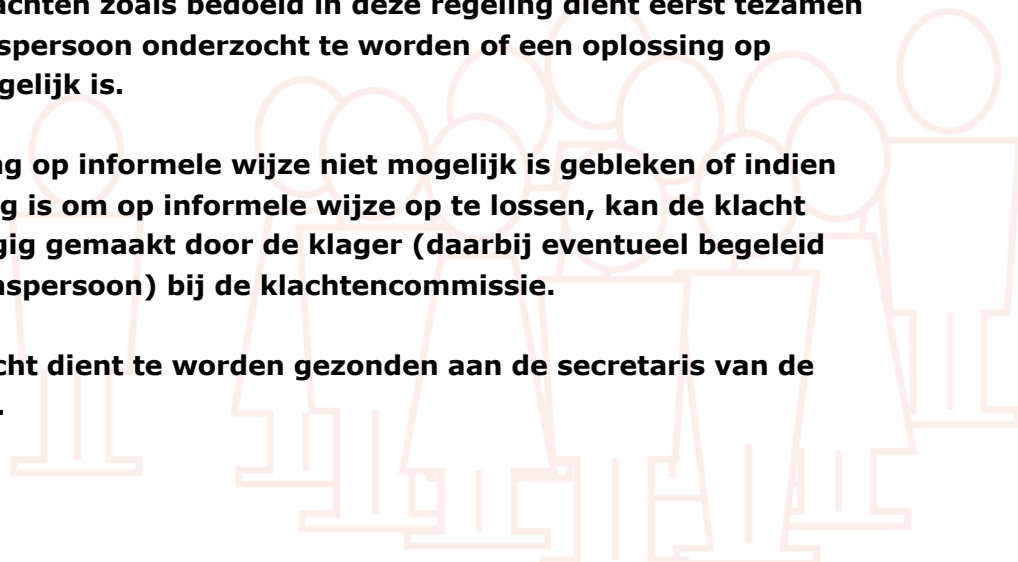 achten zoals bedoeld in deze regeling dient eerst tezamen
spersoon onderzocht te worden of een oplossing op
gelijk is.
ng op informele wijze niet mogelijk is gebleken of indien
g is om op informele wijze op te lossen, kan de klacht
gig gemaakt door de klager (daarbij eventueel begeleid
nspersoon) bij de klachtencommissie.
cht dient te worden gezonden aan de secretaris van de
.